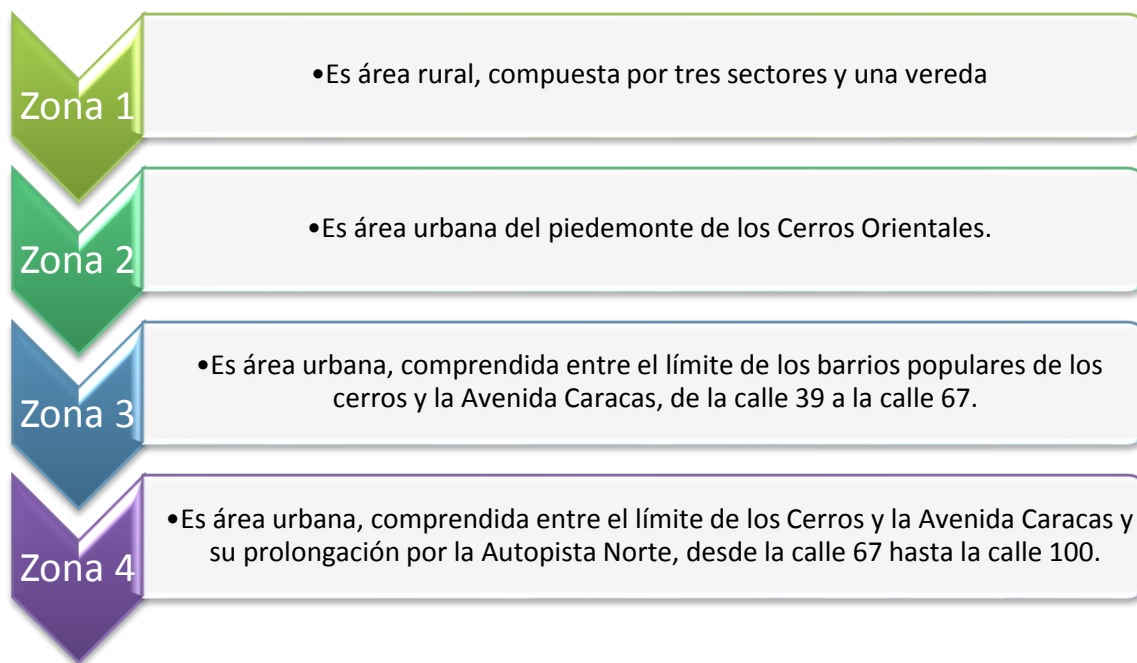 Zona 1
•Es área rural, compuesta por tres sectores y una vereda
Zona 2
•Es área urbana del piedemonte de los Cerros Orientales.
Zona 3
•Es área urbana, comprendida entre el límite de los barrios populares de los
cerros y la Avenida Caracas, de la calle 39 a la calle 67.
Zona 4
•Es área urbana, comprendida entre el límite de los Cerros y la Avenida Caracas y
su prolongación por la Autopista Norte, desde la calle 67 hasta la calle 100.